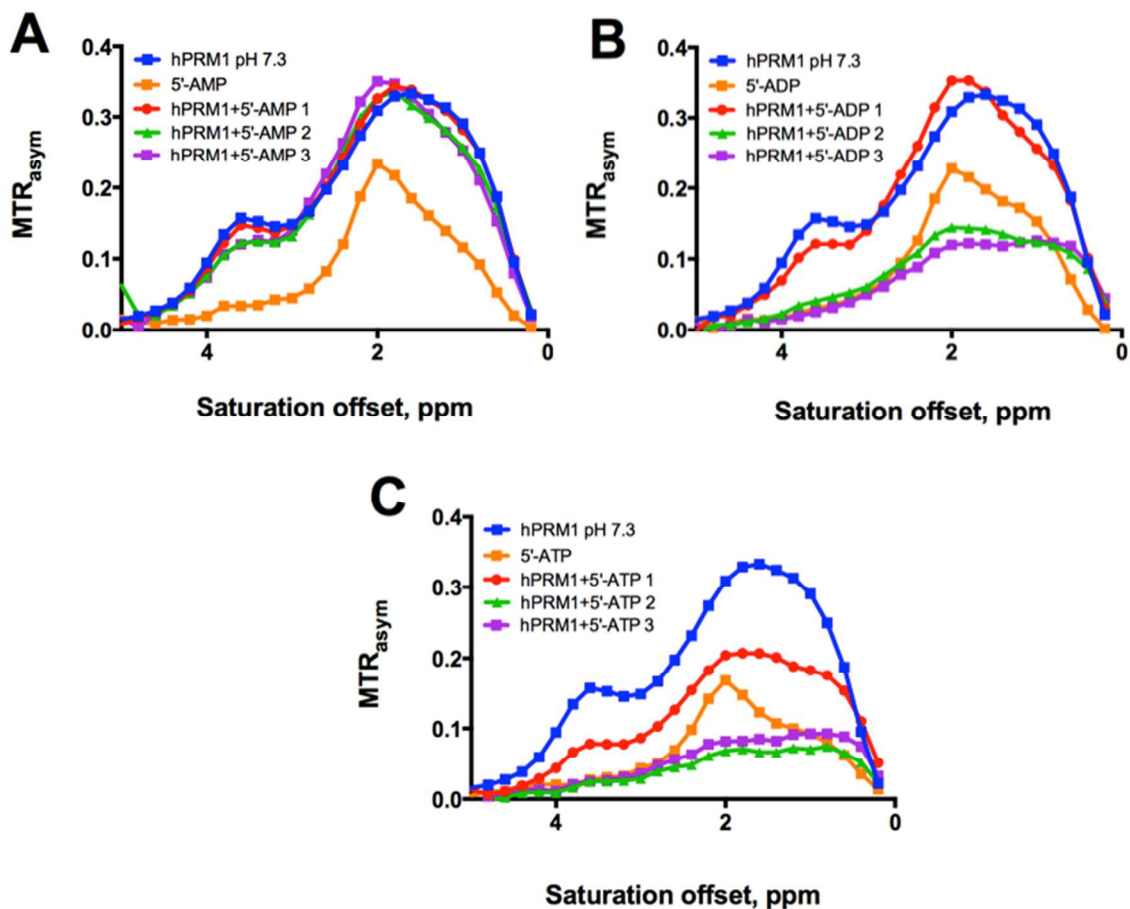 A
0.4
0.3
0.2
0.1
0.0
MTRasym
hPRM1 pH 7.3
5'-AMP
hPRM1+5'-AMP 1
hPRM1+5'-AMP 2
hPRM1+5'-AMP 3
4
2
0
Saturation offset, ppm
B
0.4
0.3
0.2
0.1
0.0
MTRasym
hPRM1 pH 7.3
5'-ADP
hPRM1+5'-ADP 1
hPRM1+5'-ADP 2
hPRM1+5'-ADP 3
4
2
0
Saturation offset, ppm
C
0.4
0.3
0.2
0.1
0.0
MTRasym
hPRM1 pH 7.3
5'-ATP
hPRM1+5'-ATP 1
hPRM1+5'-ATP 2
hPRM1+5'-ATP 3
4
2
0
Saturation offset, ppm